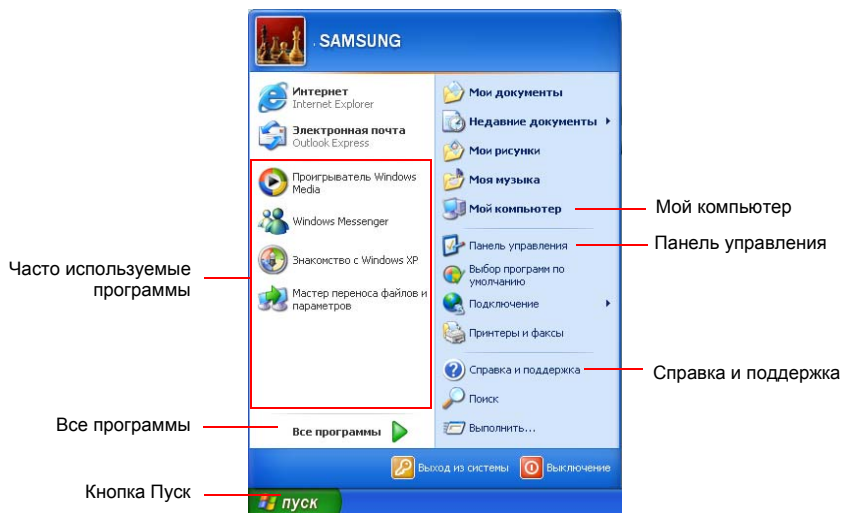 SAMSUNG
Интернет
Internet Explorer
Электронная почта
Outlook Express
Проигрыватель Windows
Media
Windows Messenger
Знакомство с Windows XP
Мастер переноса файлов и
параметров
Все программы
Мои документы
Недавние документы
Мои рисунки
Моя музыка
Мой компьютер
Панель управления
Выбор программ по
умолчанию
Подключение
Принтеры и факсы
Справка и поддержка
Поиск
Выполнить...
Выход из системы
Выключение
пуск
Часто используемые
программы
Все программы
Кнопка Пуск
Мой компьютер
Панель управления
Справка и поддержка